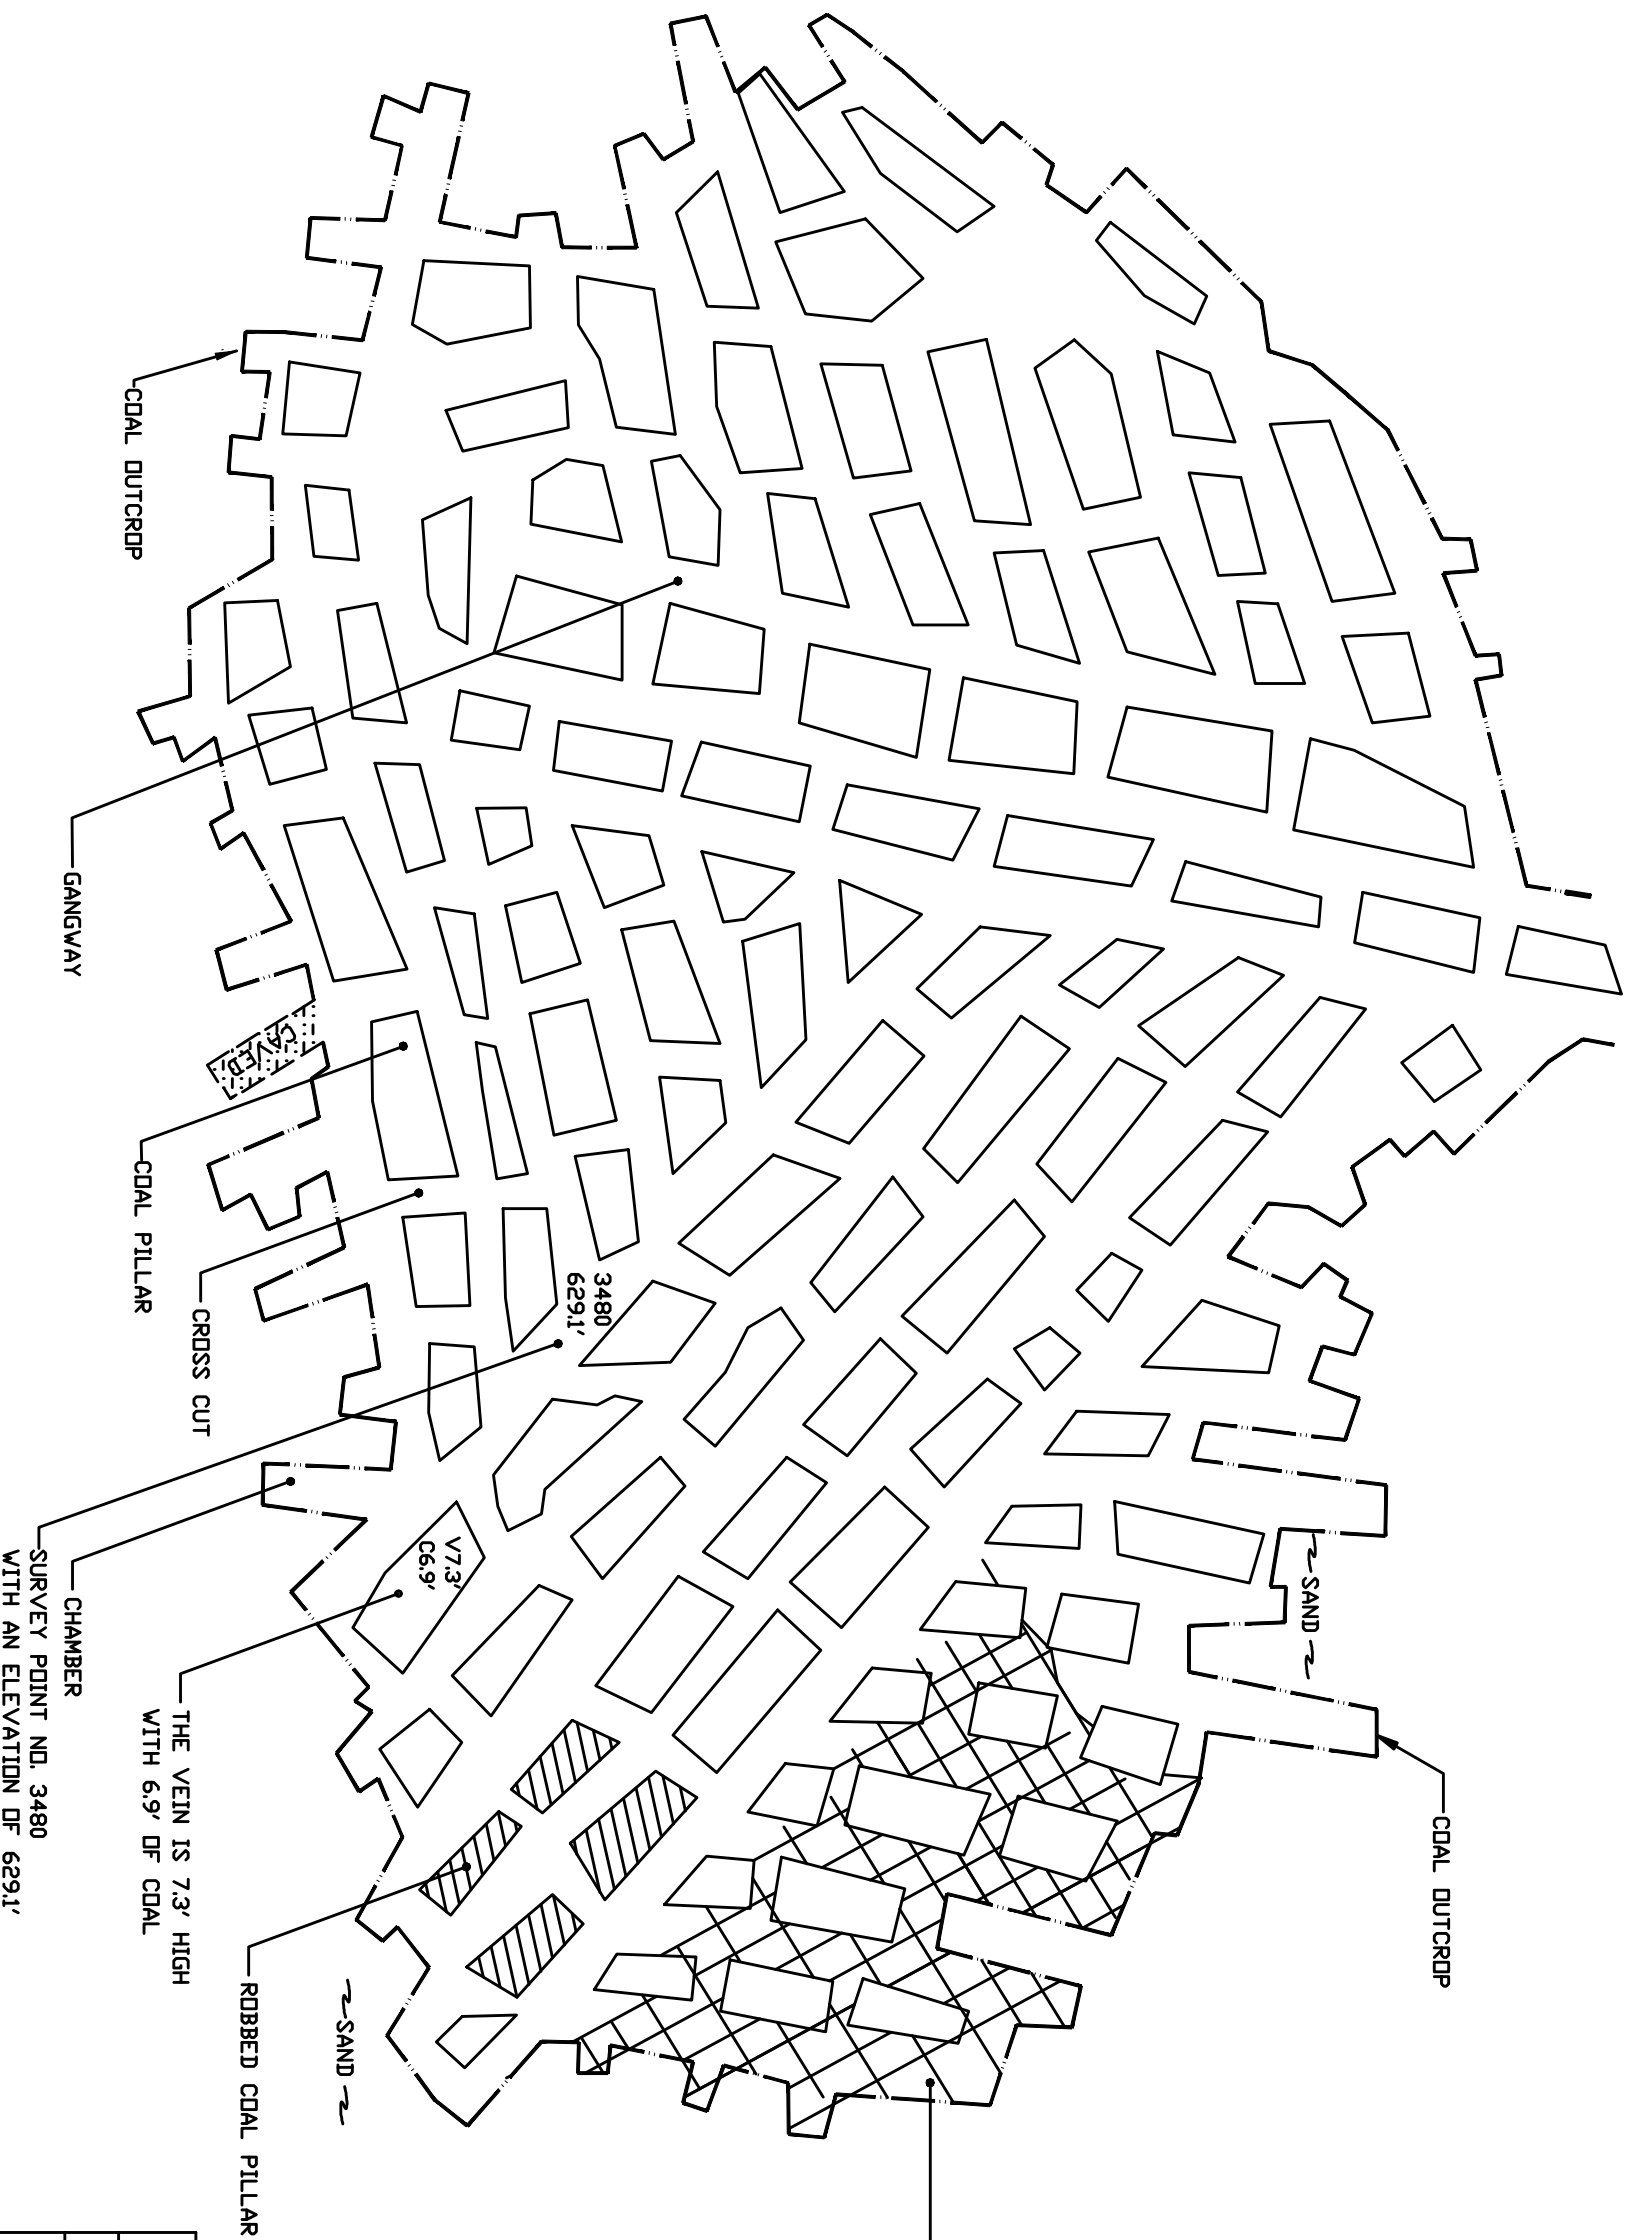 COAL OUTCROP
~ SAND ~
3480
629.1'
V7.3'
C6.9'
CAVED
~ SAND ~
ROBBED COAL PILLAR
THE VEIN IS 7.3' HIGH
WITH 6.9' OF COAL
COAL OUTCROP
CROSS CUT
COAL PILLAR
GANGWAY
CHAMBER
SURVEY POINT NO. 3480
WITH AN ELEVATION OF 629.1'